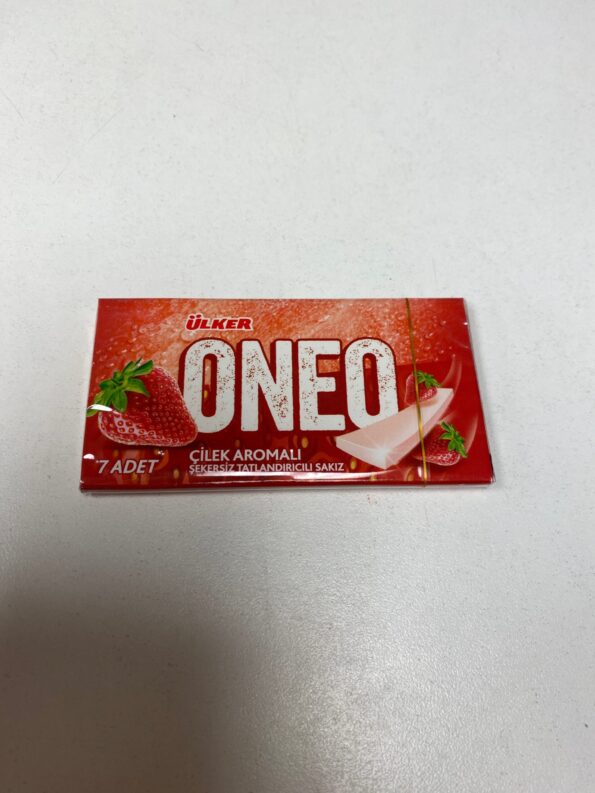 ÜLKER
ONEO
ÇİLEK AROMALI
ŞEKERSİZ TATLANDIRICILI SAKIZ
7 ADET